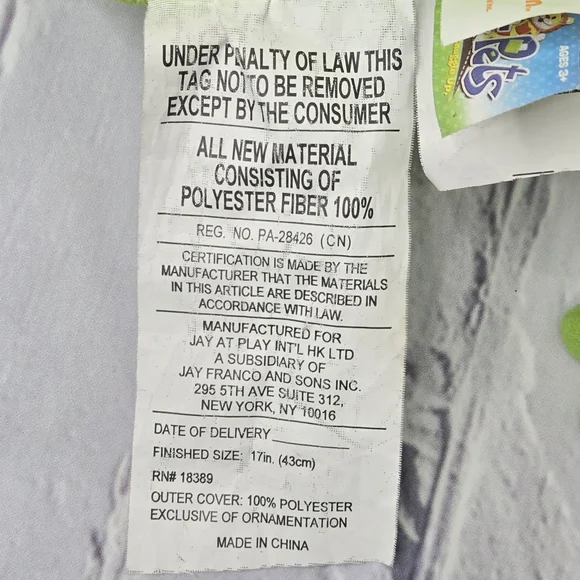 UNDER PNALTY OF LAW THIS
TAG NOT TO BE REMOVED
EXCEPT BY THE CONSUMER
ALL NEW MATERIAL
CONSISTING OF
POLYESTER FIBER 100%
REG. NO. PA-28426 (CN)
CERTIFICATION IS MADE BY THE
MANUFACTURER THAT THE MATERIALS
IN THIS ARTICLE ARE DESCRIBED IN
ACCORDANCE WITH LAW.
MANUFACTURED FOR
JAY AT PLAY INT'L HK LTD
A SUBSIDIARY OF
JAY FRANCO AND SONS INC.
295 5TH AVE SUITE 312,
NEW YORK, NY 10016
DATE OF DELIVERY
FINISHED SIZE: 17in. (43cm)
RN# 18389
OUTER COVER: 100% POLYESTER
EXCLUSIVE OF ORNAMENTATION
MADE IN CHINA
AGES 3+